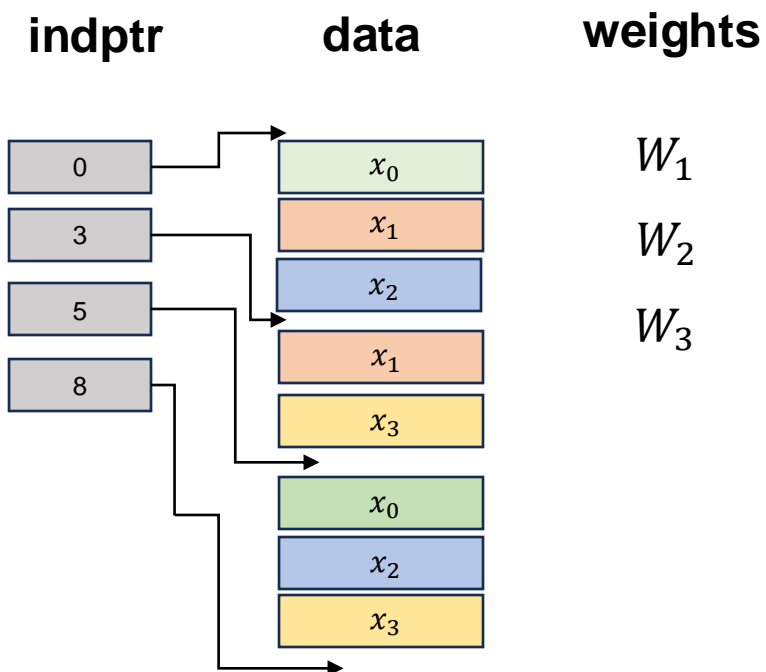 indptr data weights
0
3
5
8
x₀
x₁
x₂
x₁
x₃
x₀
x₂
x₃
W₁
W₂
W₃